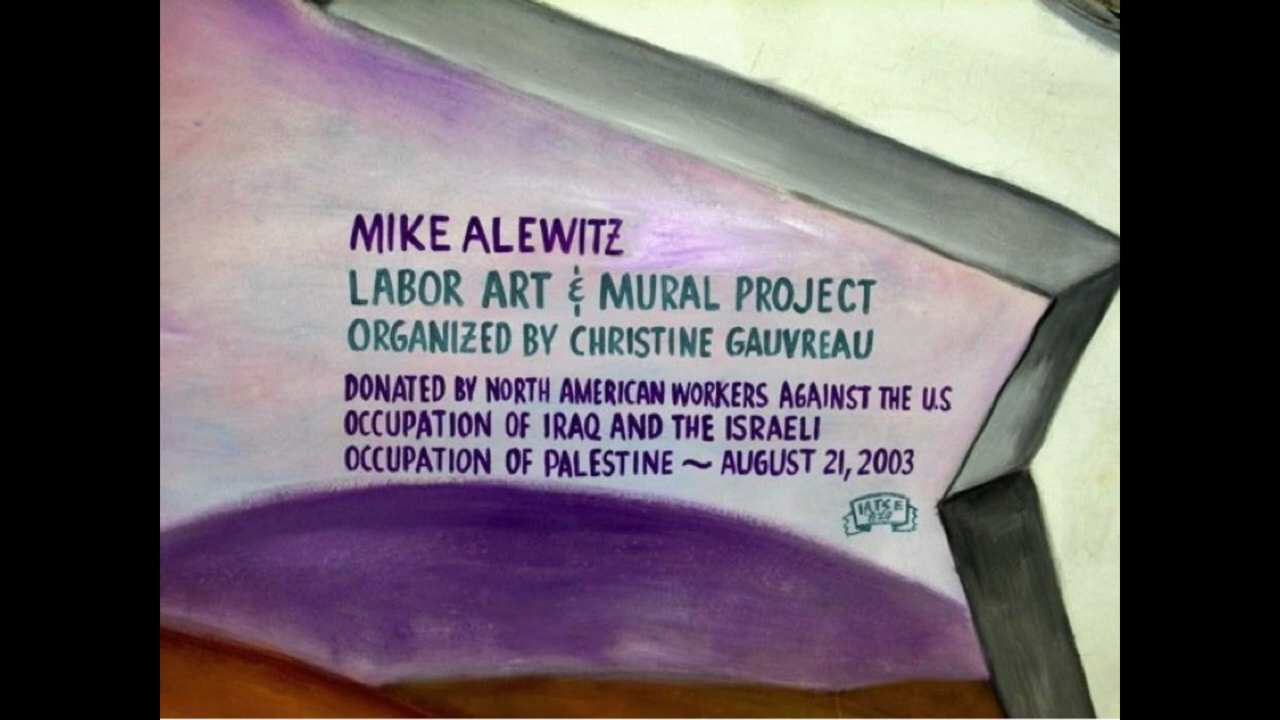 MIKE ALEWITZ
LABOR ART & MURAL PROJECT
ORGANIZED BY CHRISTINE GAUVREAU
DONATED BY NORTH AMERICAN WORKERS AGAINST THE U.S
OCCUPATION OF IRAQ AND THE ISRAELI
OCCUPATION OF PALESTINE ~ AUGUST 21, 2003
IATSE